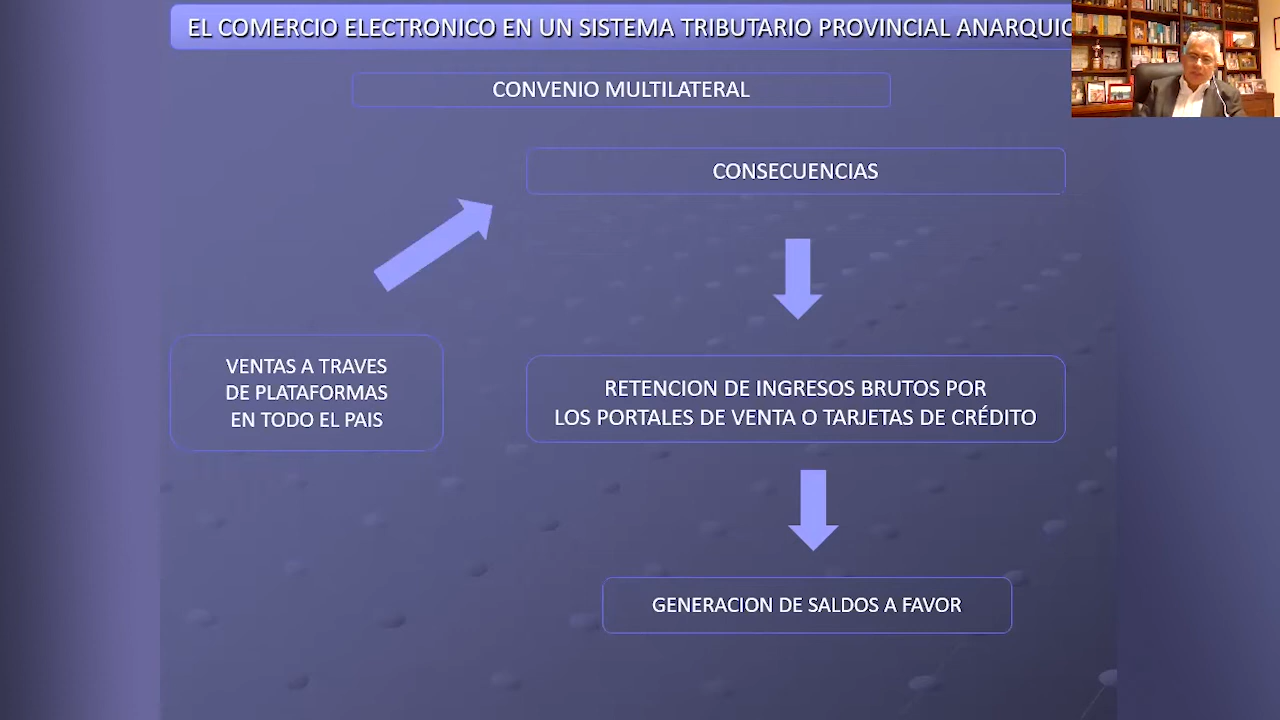 EL COMERCIO ELECTRONICO EN UN SISTEMA TRIBUTARIO PROVINCIAL
CONVENIO MULTILATERAL
CONSECUENCIAS
VENTAS A TRAVES
DE PLATAFORMAS
EN TODO EL PAIS
RETENCION DE INGRESOS BRUTOS POR
LOS PORTALES DE VENTA O TARJETAS DE CRÉDITO
GENERACION DE SALDOS A FAVOR